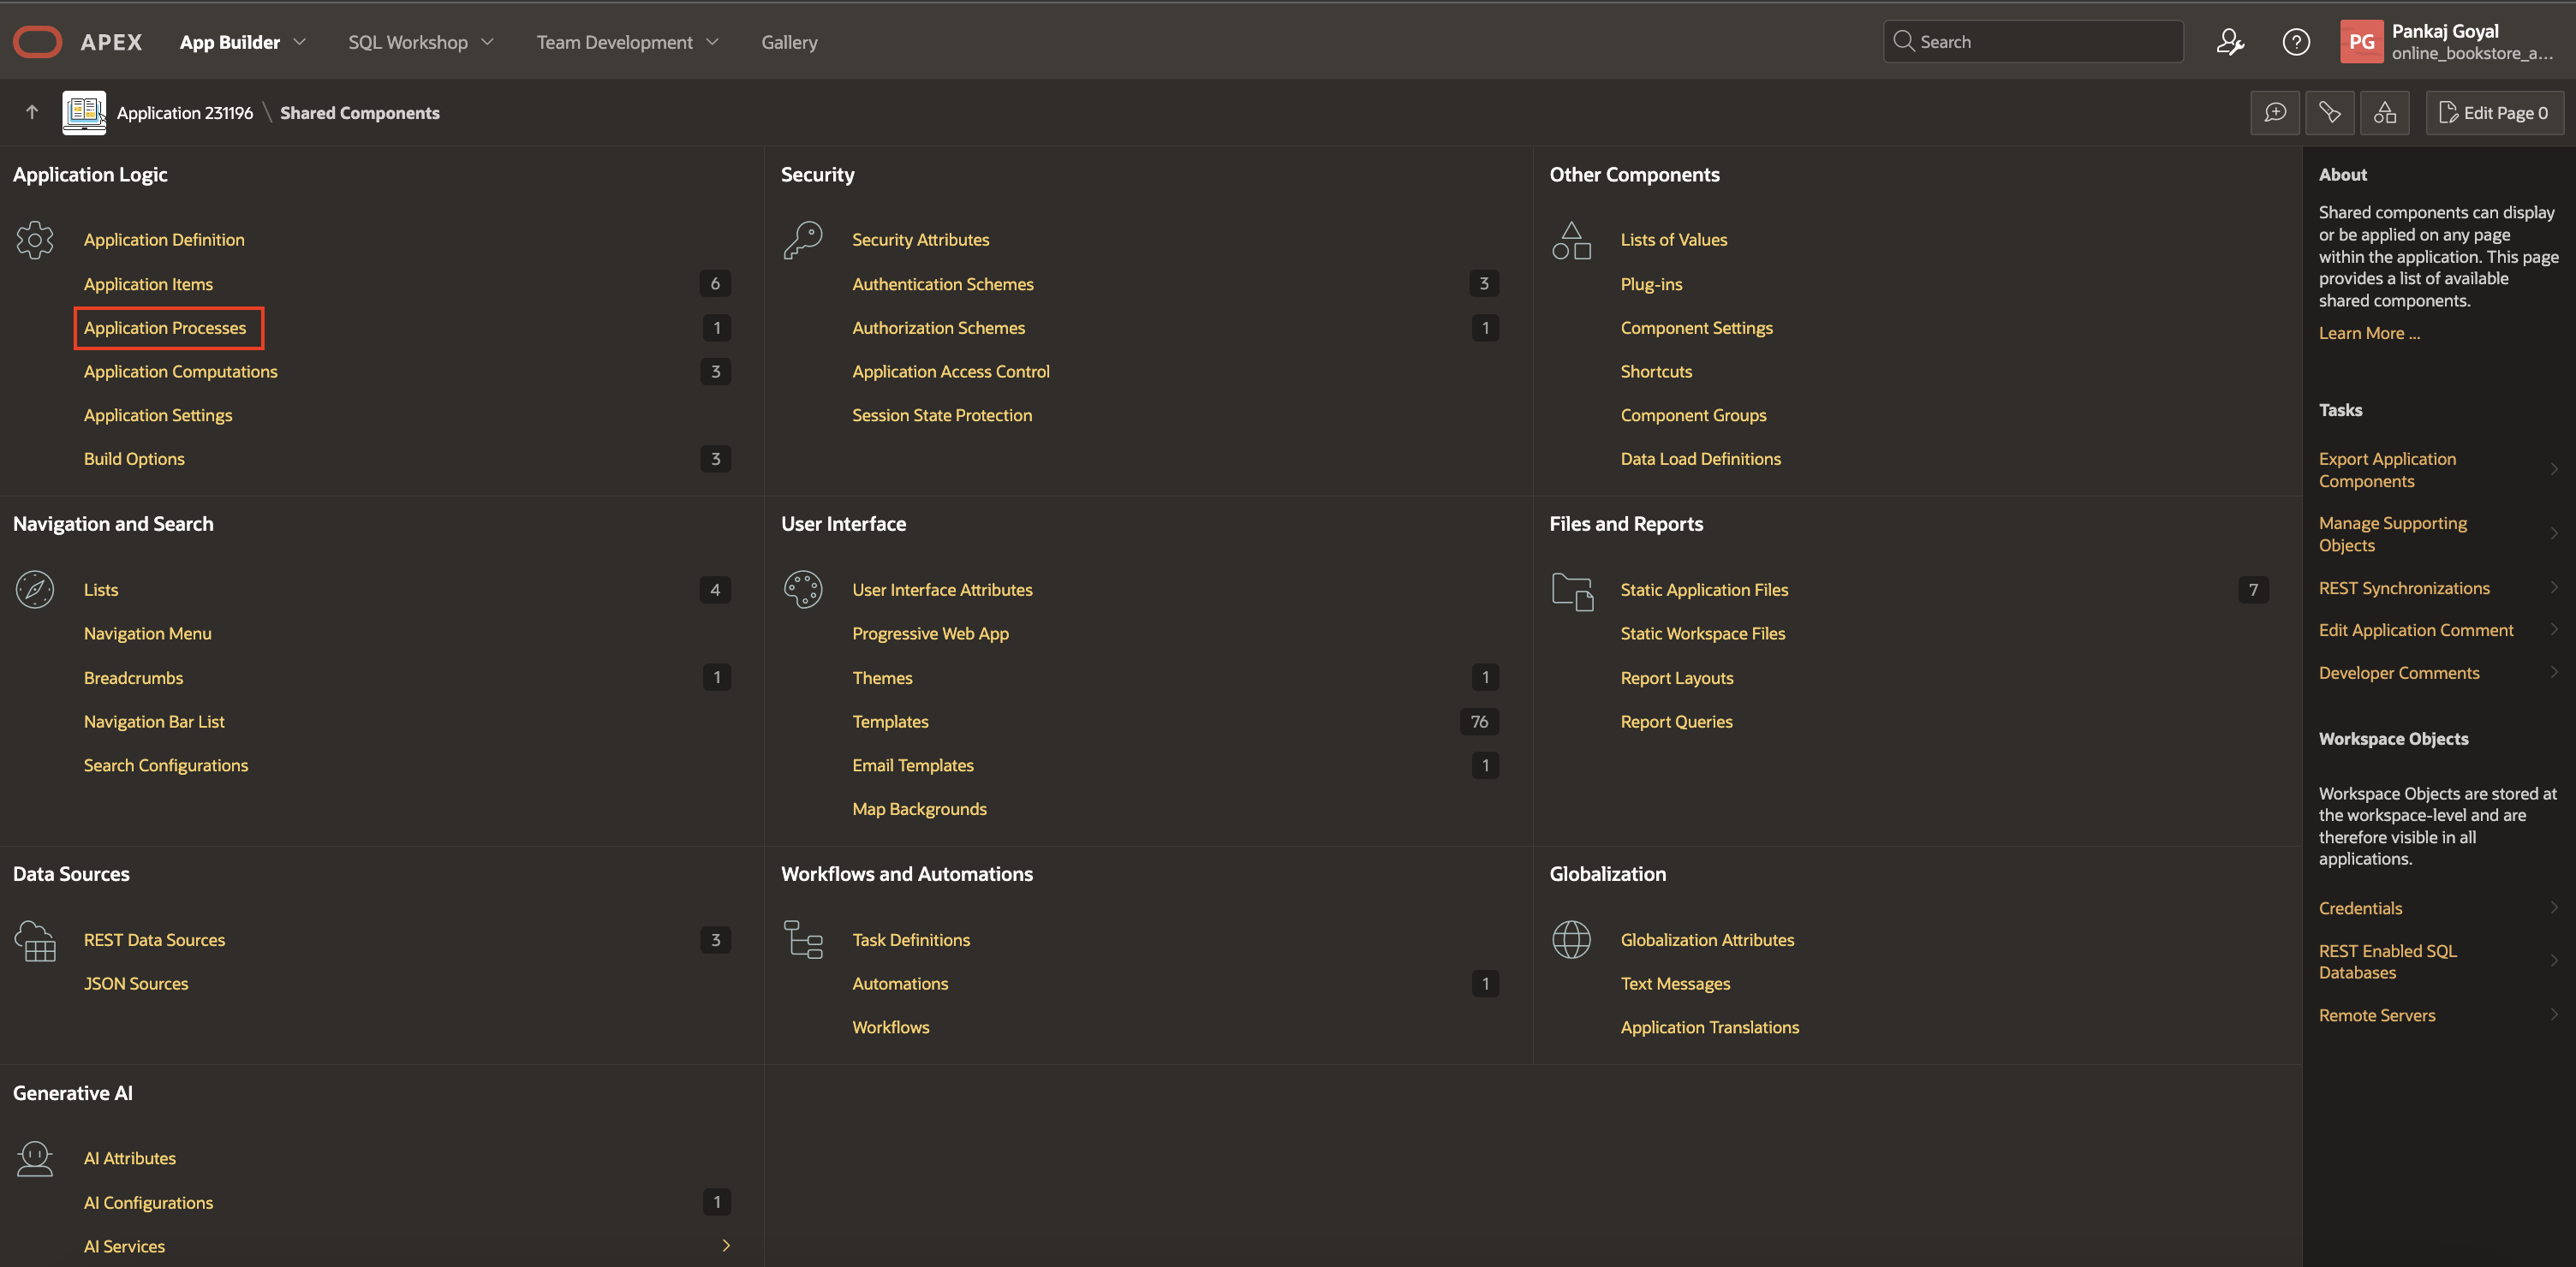 APEX
App Builder
SQL Workshop
Team Development
Gallery
Search
PG
Pankaj Goyal
online_bookstore_a...
Application 231196 \ Shared Components
Edit Page 0
Application Logic
Application Definition
Application Items 6
Application Processes 1
Application Computations 3
Application Settings
Build Options 3
Security
Security Attributes
Authentication Schemes 3
Authorization Schemes 1
Application Access Control
Session State Protection
Other Components
Lists of Values
Plug-ins
Component Settings
Shortcuts
Component Groups
Data Load Definitions
Navigation and Search
Lists 4
Navigation Menu
Breadcrumbs 1
Navigation Bar List
Search Configurations
User Interface
User Interface Attributes
Progressive Web App
Themes 1
Templates 76
Email Templates 1
Map Backgrounds
Files and Reports
Static Application Files 7
Static Workspace Files
Report Layouts
Report Queries
Data Sources
REST Data Sources 3
JSON Sources
Workflows and Automations
Task Definitions
Automations 1
Workflows
Globalization
Globalization Attributes
Text Messages
Application Translations
Generative AI
AI Attributes
AI Configurations 1
AI Services
About
Shared components can display
or be applied on any page
within the application. This page
provides a list of available
shared components.
Learn More ...
Tasks
Export Application
Components
Manage Supporting
Objects
REST Synchronizations
Edit Application Comment
Developer Comments
Workspace Objects
Workspace Objects are stored at
the workspace-level and are
therefore visible in all
applications.
Credentials
REST Enabled SQL
Databases
Remote Servers